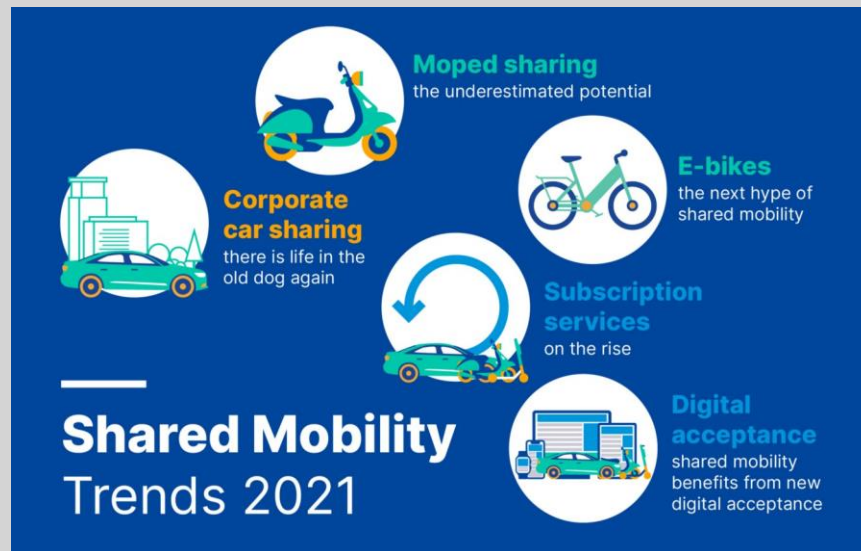 Moped sharing
the underestimated potential
E-bikes
the next hype of
shared mobility
Corporate
car sharing
there is life in the
old dog again
Subscription
services
on the rise
Digital
acceptance
shared mobility
benefits from new
digital acceptance
Shared Mobility
Trends 2021